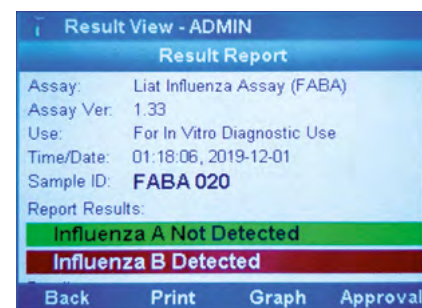 Result View - ADMIN
Result Report
Assay: Liat Influenza Assay (FABA)
Assay Ver: 1.33
Use: For In Vitro Diagnostic Use
Time/Date: 01:18:06, 2019-12-01
Sample ID: FABA 020
Report Results:
Influenza A Not Detected
Influenza B Detected
Back Print Graph Approval